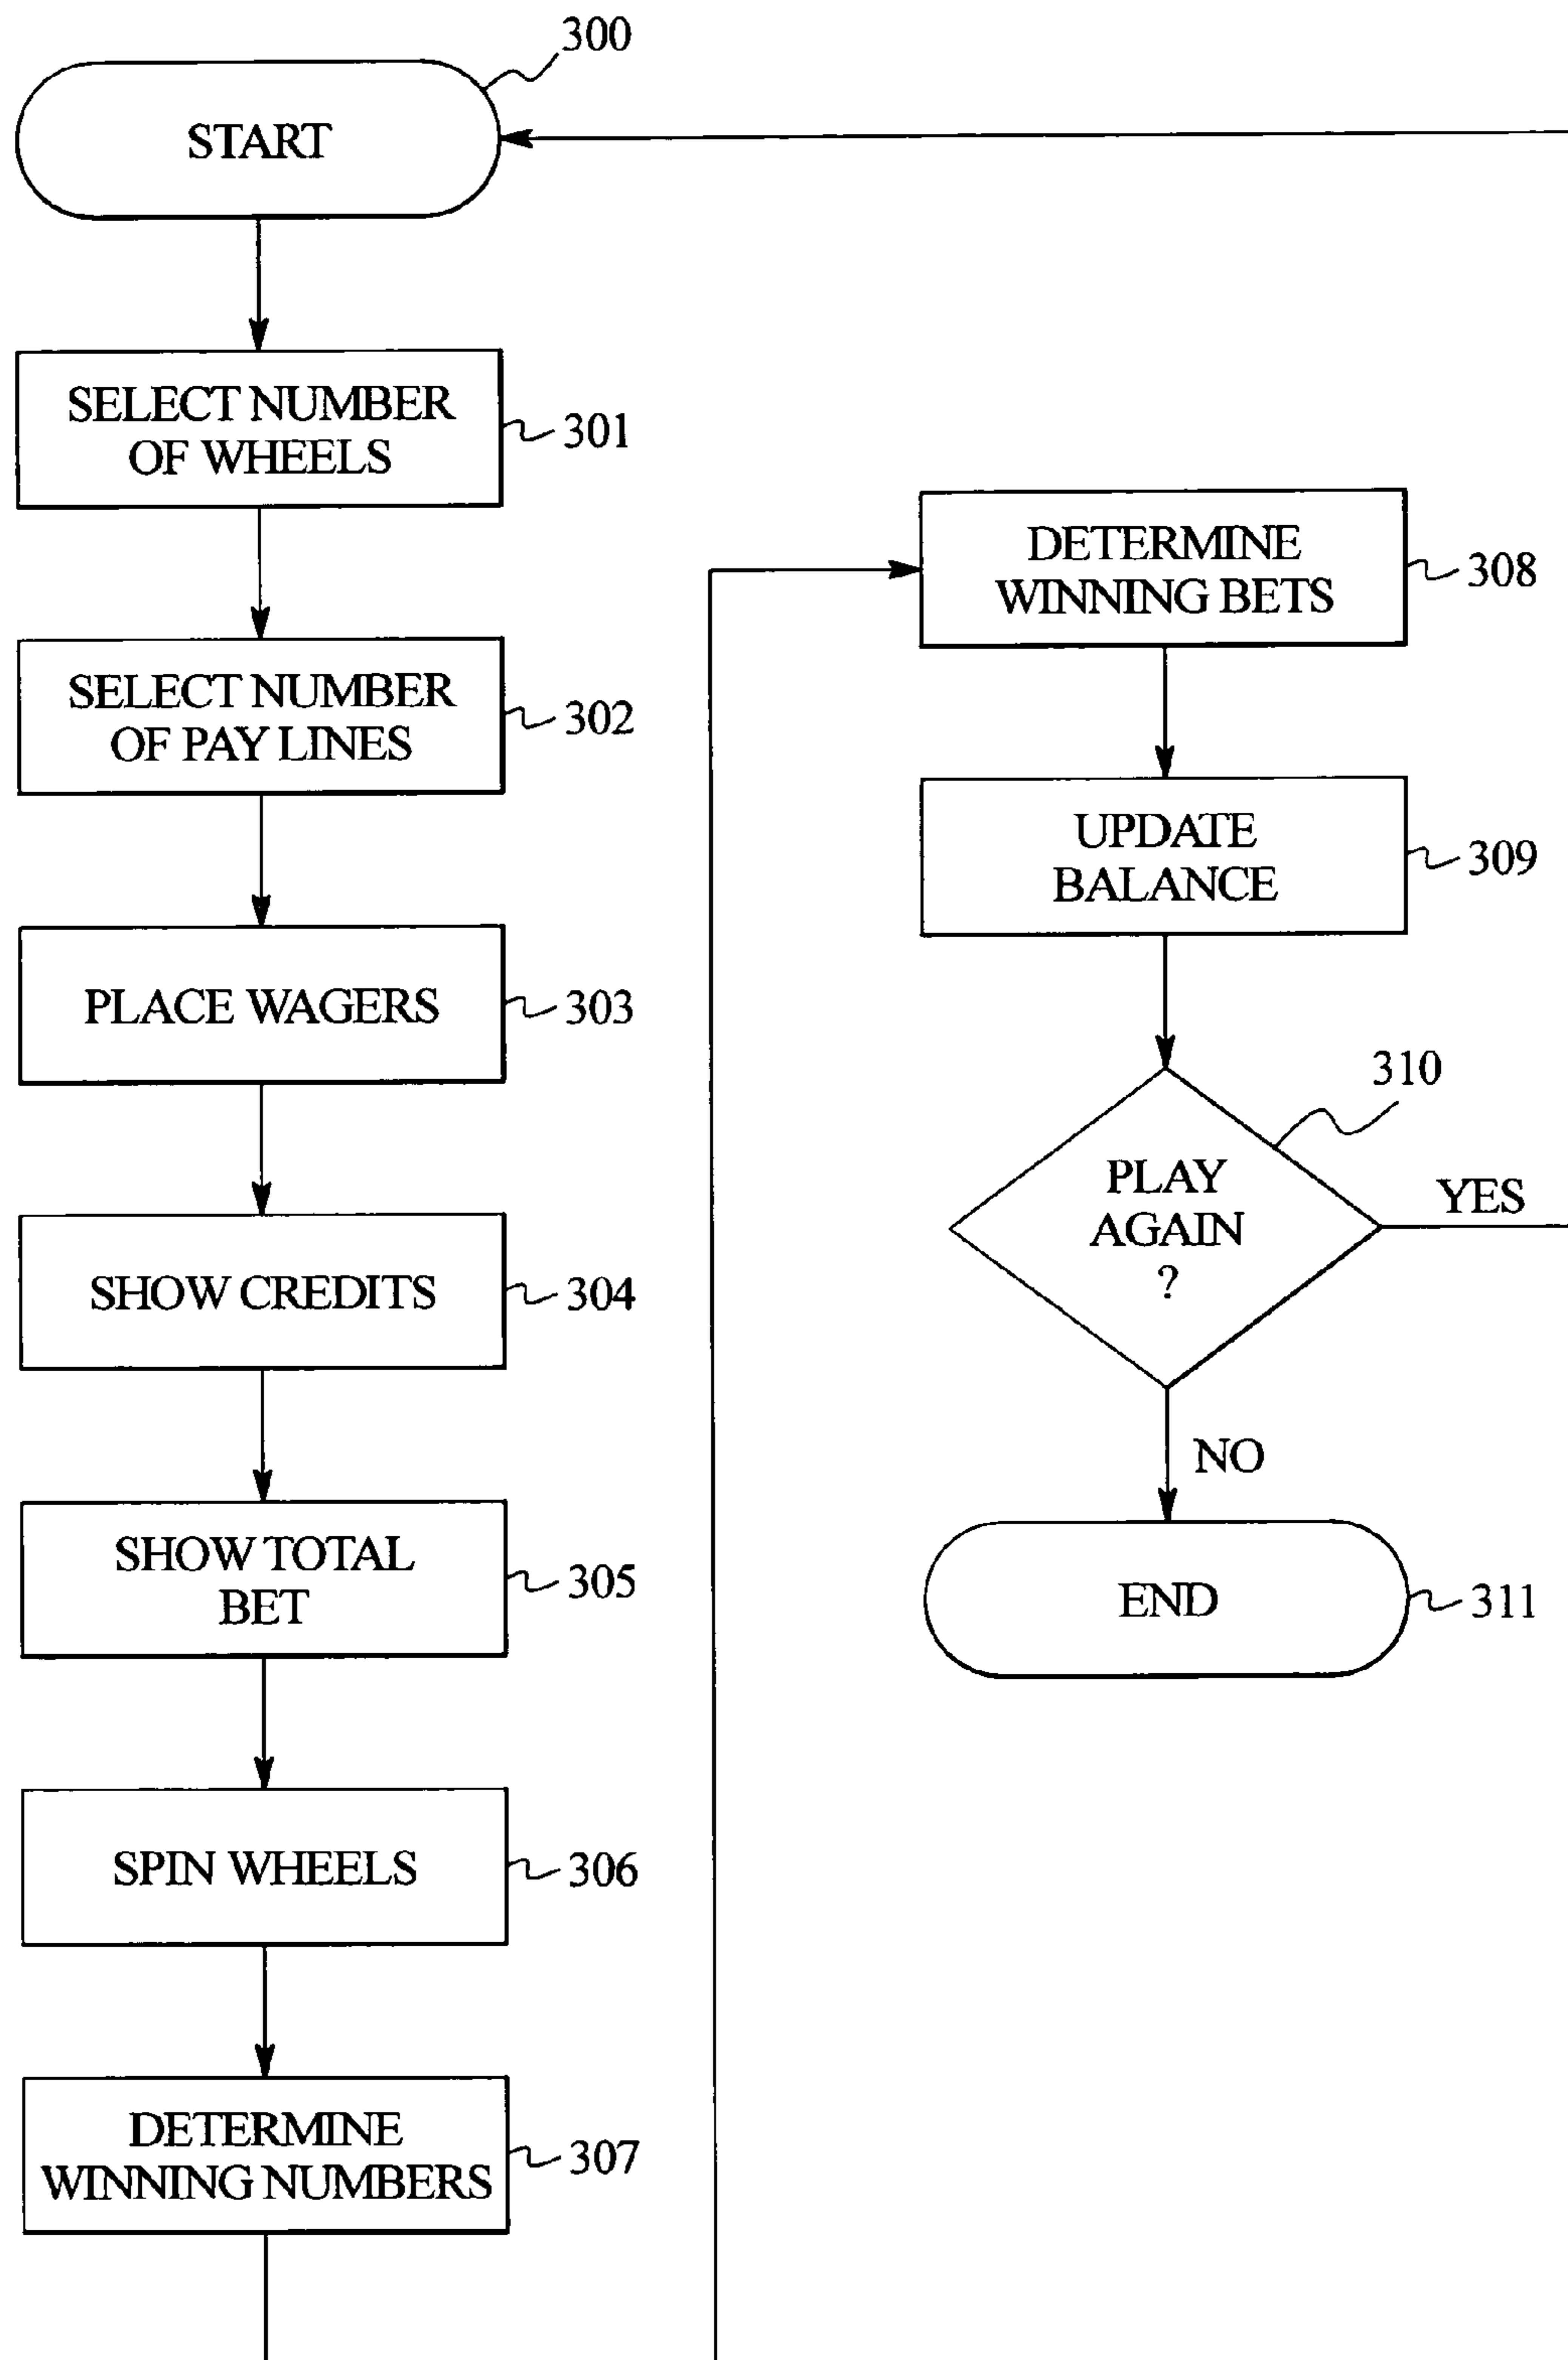 300
START
SELECT NUMBER
OF WHEELS
301
SELECT NUMBER
OF PAY LINES
302
PLACE WAGERS
303
SHOW CREDITS
304
SHOW TOTAL
BET
305
SPIN WHEELS
306
DETERMINE
WINNING NUMBERS
307
DETERMINE
WINNING BETS
308
UPDATE
BALANCE
309
310
PLAY
AGAIN
?
YES
NO
END
311